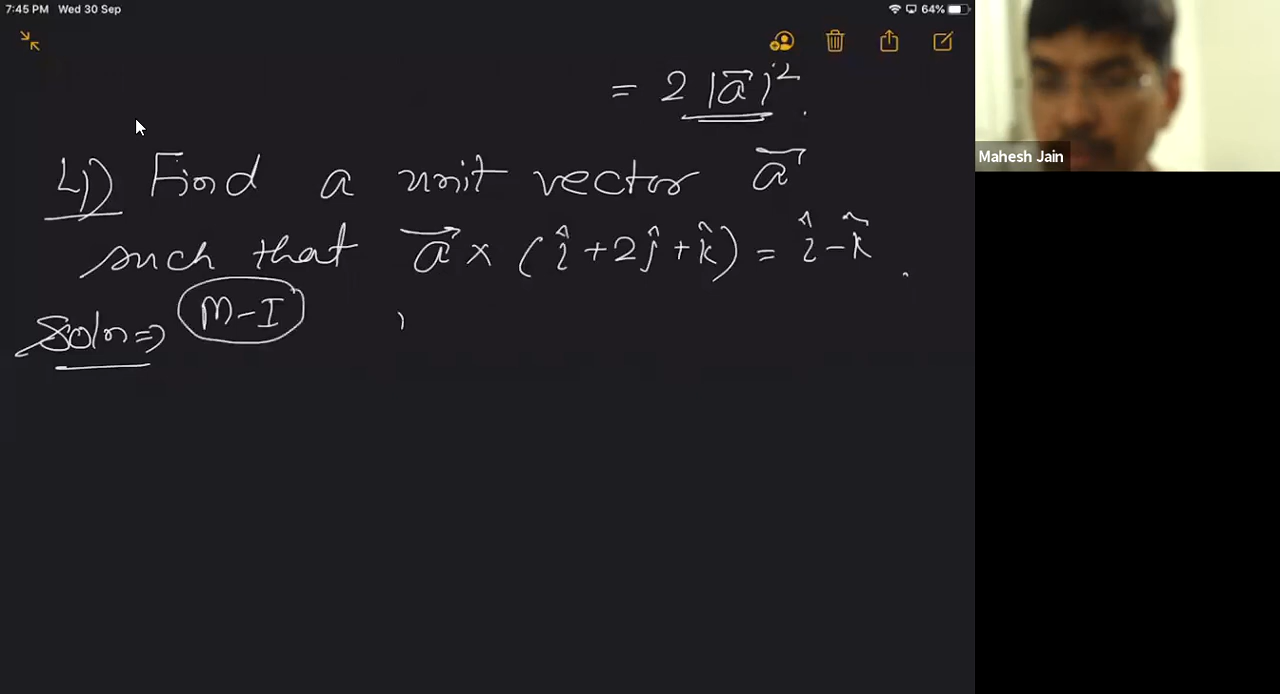 7:45 PM Wed 30 Sep 64%
= 2 |a⃗|².
4) Find a unit vector a⃗
such that a⃗ × (î + 2ĵ + k̂) = î − k̂.
Soln ⇒ M-I
Mahesh Jain